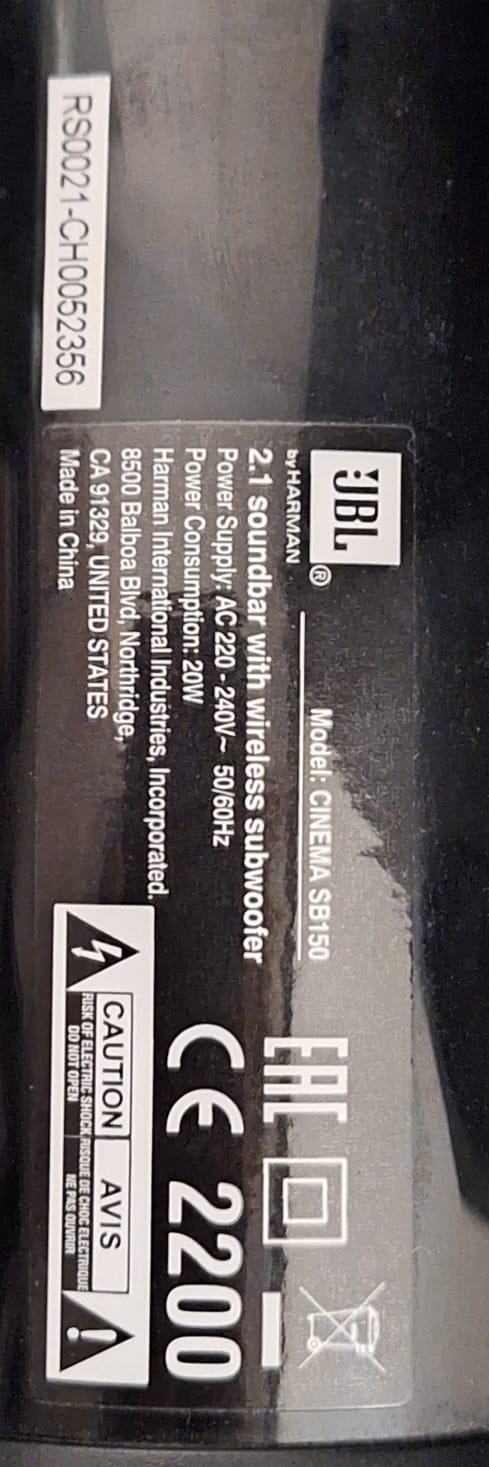 RS0021-CH0052356
JBL®
by HARMAN
Model: CINEMA SB150
2.1 soundbar with wireless subwoofer
Power Supply: AC 220 - 240V~ 50/60Hz
Power Consumption: 20W
Harman International Industries, Incorporated.
8500 Balboa Blvd, Northridge,
CA 91329, UNITED STATES
Made in China
EAC
CE 2200
CAUTION
RISK OF ELECTRIC SHOCK
DO NOT OPEN
AVIS
RISQUE DE CHOC ELECTRIQUE
NE PAS OUVRIR